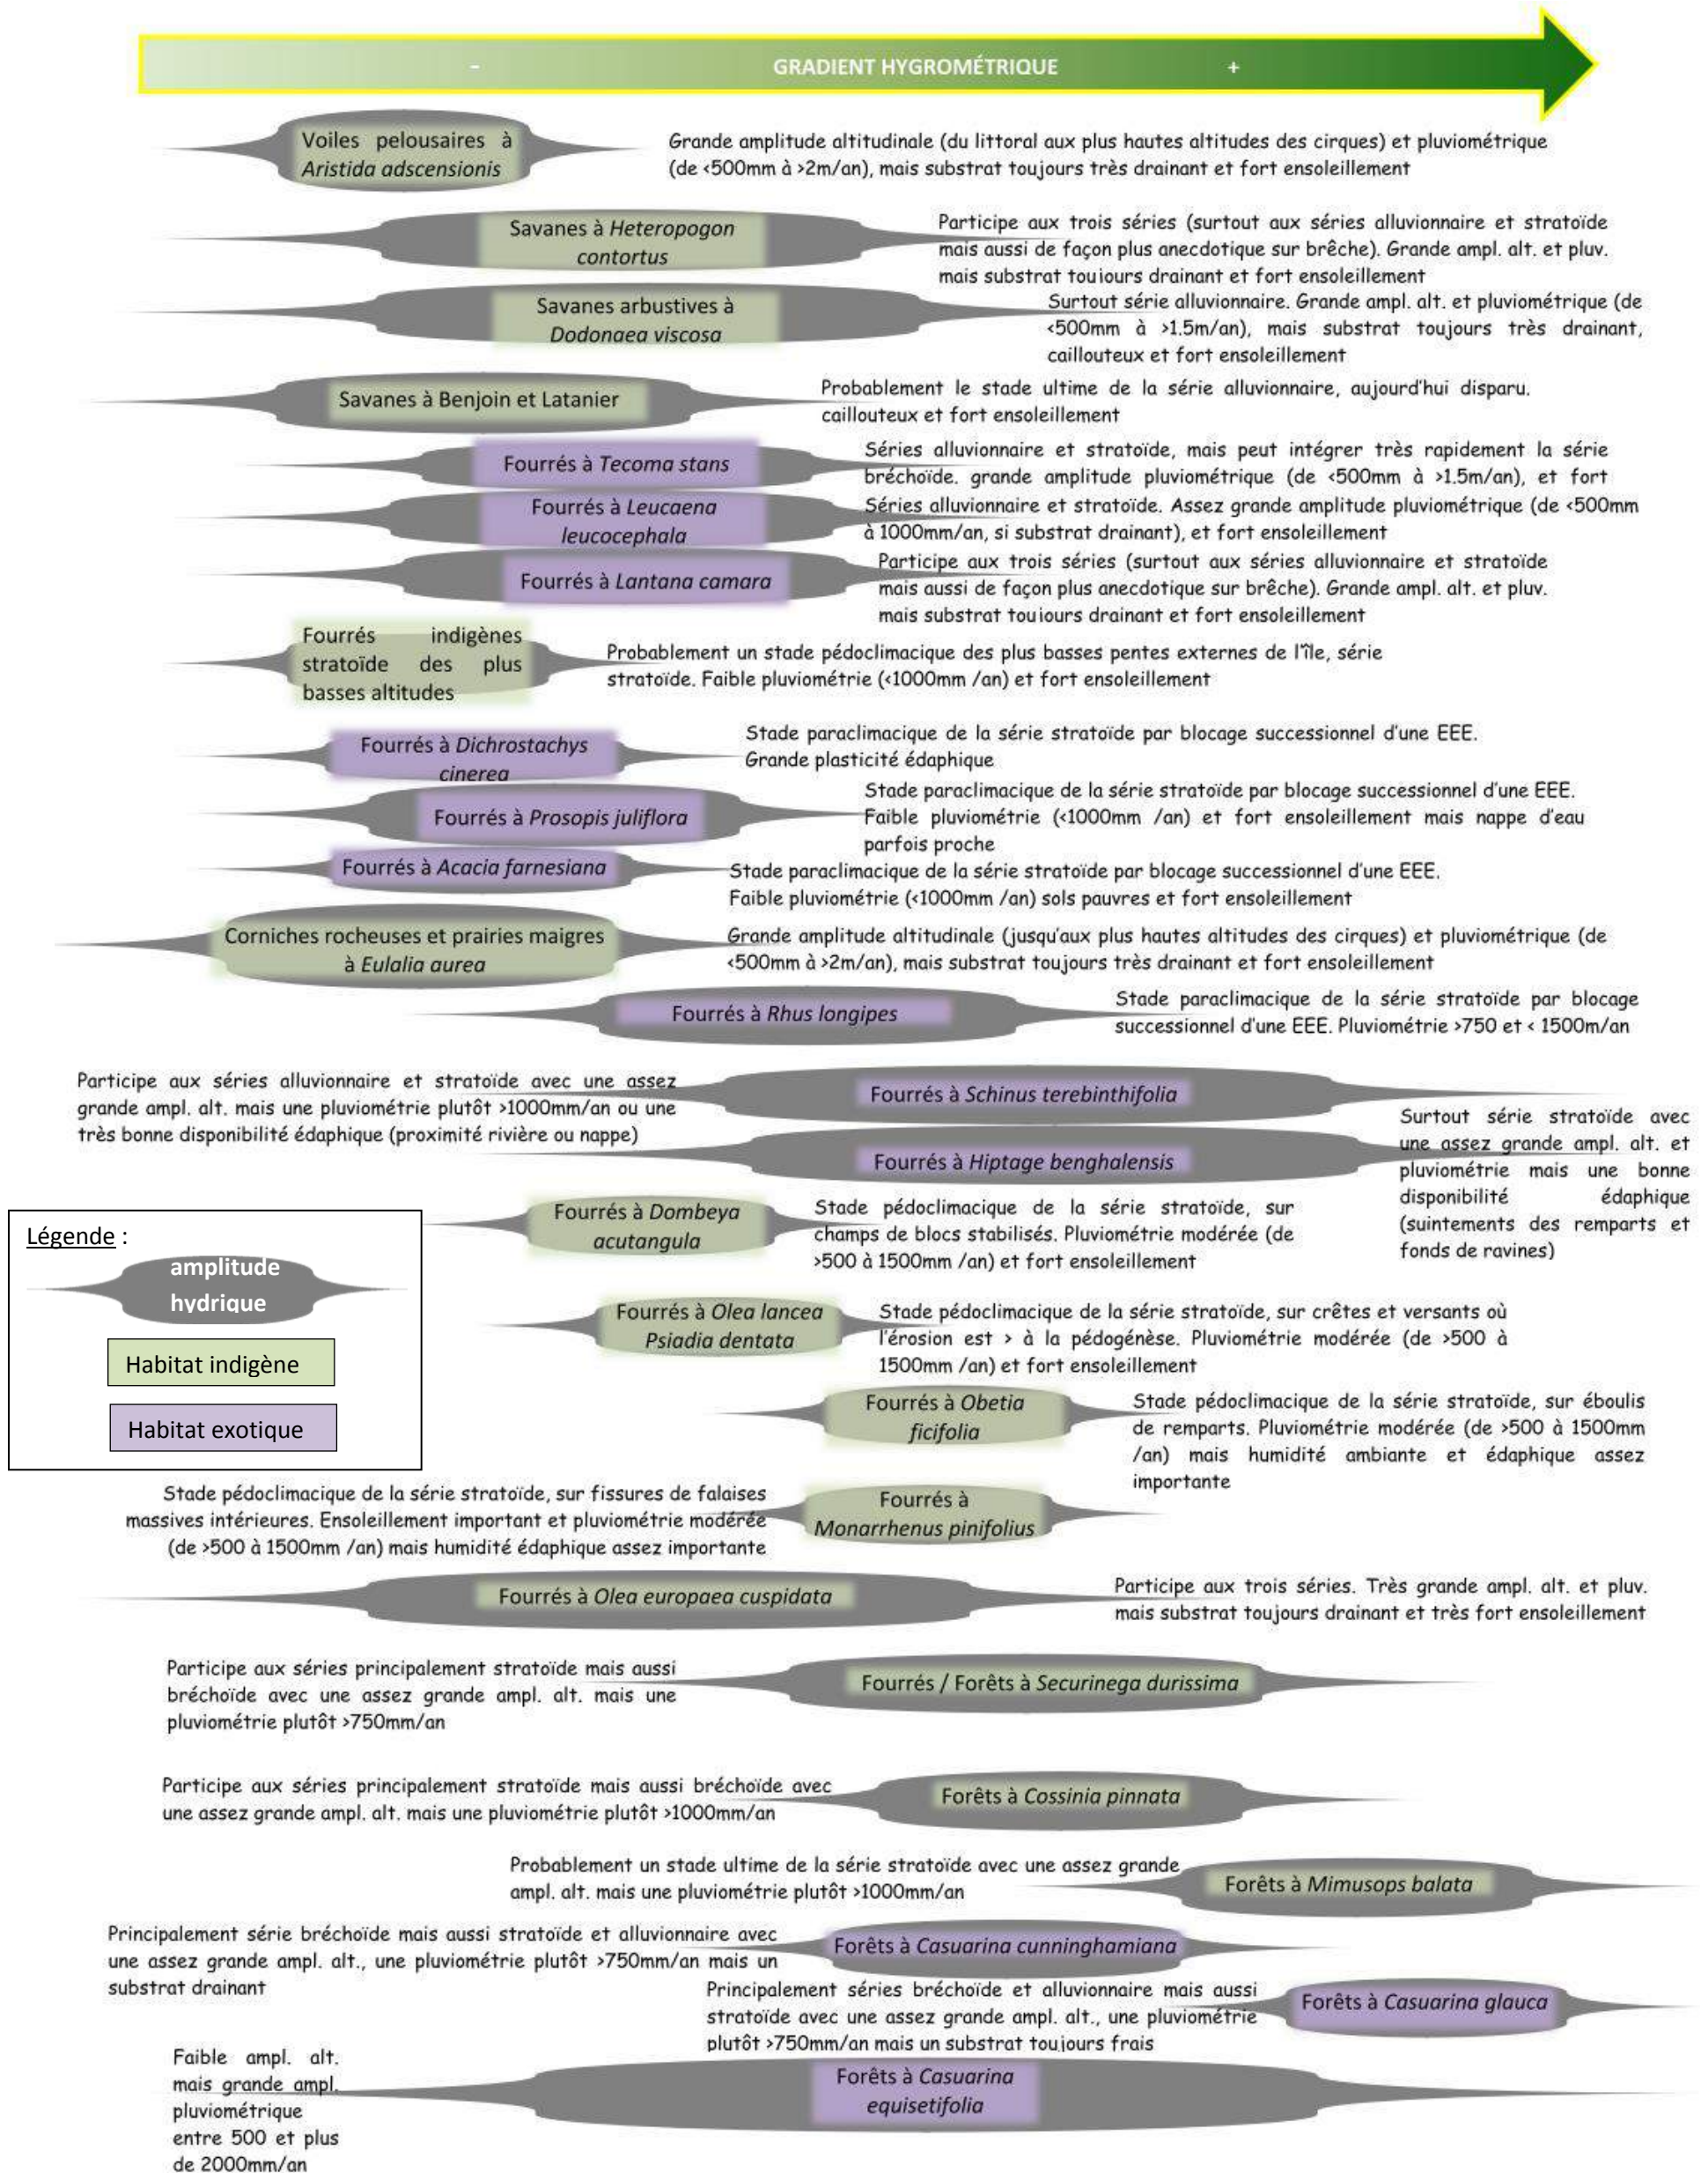 - GRADIENT HYGROMÉTRIQUE +
Voiles pelousaires à
Aristida adscensionis
Grande amplitude altitudinale (du littoral aux plus hautes altitudes des cirques) et pluviométrique
(de <500mm à >2m/an), mais substrat toujours très drainant et fort ensoleillement
Savanes à Heteropogon
contortus
Participe aux trois séries (surtout aux séries alluvionnaire et stratoïde
mais aussi de façon plus anecdotique sur brêche). Grande ampl. alt. et pluv.
mais substrat toujours drainant et fort ensoleillement
Savanes arbustives à
Dodonaea viscosa
Surtout série alluvionnaire. Grande ampl. alt. et pluviométrique (de
<500mm à >1.5m/an), mais substrat toujours très drainant,
caillouteux et fort ensoleillement
Savanes à Benjoin et Latanier
Probablement le stade ultime de la série alluvionnaire, aujourd'hui disparu.
caillouteux et fort ensoleillement
Fourrés à Tecoma stans
Séries alluvionnaire et stratoïde, mais peut intégrer très rapidement la série
bréchoïde. grande amplitude pluviométrique (de <500mm à >1.5m/an), et fort
Fourrés à Leucaena
leucocephala
Séries alluvionnaire et stratoïde. Assez grande amplitude pluviométrique (de <500mm
à 1000mm/an, si substrat drainant), et fort ensoleillement
Fourrés à Lantana camara
Participe aux trois séries (surtout aux séries alluvionnaire et stratoïde
mais aussi de façon plus anecdotique sur brêche). Grande ampl. alt. et pluv.
mais substrat toujours drainant et fort ensoleillement
Fourrés indigènes
stratoïde des plus
basses altitudes
Probablement un stade pédoclimacique des plus basses pentes externes de l'île, série
stratoïde. Faible pluviométrie (<1000mm /an) et fort ensoleillement
Fourrés à Dichrostachys
cinerea
Stade paraclimacique de la série stratoïde par blocage successionnel d'une EEE.
Grande plasticité édaphique
Fourrés à Prosopis juliflora
Stade paraclimacique de la série stratoïde par blocage successionnel d'une EEE.
Faible pluviométrie (<1000mm /an) et fort ensoleillement mais nappe d'eau
parfois proche
Fourrés à Acacia farnesiana
Stade paraclimacique de la série stratoïde par blocage successionnel d'une EEE.
Faible pluviométrie (<1000mm /an) sols pauvres et fort ensoleillement
Corniches rocheuses et prairies maigres
à Eulalia aurea
Grande amplitude altitudinale (jusqu'aux plus hautes altitudes des cirques) et pluviométrique (de
<500mm à >2m/an), mais substrat toujours très drainant et fort ensoleillement
Fourrés à Rhus longipes
Stade paraclimacique de la série stratoïde par blocage
successionnel d'une EEE. Pluviométrie >750 et < 1500m/an
Participe aux séries alluvionnaire et stratoïde avec une assez
grande ampl. alt. mais une pluviométrie plutôt >1000mm/an ou une
très bonne disponibilité édaphique (proximité rivière ou nappe)
Fourrés à Schinus terebinthifolia
Fourrés à Hiptage benghalensis
Surtout série stratoïde avec
une assez grande ampl. alt. et
pluviométrie mais une bonne
disponibilité édaphique
(suintements des remparts et
fonds de ravines)
Fourrés à Dombeya
acutangula
Stade pédoclimacique de la série stratoïde, sur
champs de blocs stabilisés. Pluviométrie modérée (de
>500 à 1500mm /an) et fort ensoleillement
Légende :
amplitude
hydrique
Habitat indigène
Habitat exotique
Fourrés à Olea lancea
Psiadia dentata
Stade pédoclimacique de la série stratoïde, sur crêtes et versants où
l'érosion est > à la pédogénèse. Pluviométrie modérée (de >500 à
1500mm /an) et fort ensoleillement
Fourrés à Obetia
ficifolia
Stade pédoclimacique de la série stratoïde, sur éboulis
de remparts. Pluviométrie modérée (de >500 à 1500mm
/an) mais humidité ambiante et édaphique assez
importante
Stade pédoclimacique de la série stratoïde, sur fissures de falaises
massives intérieures. Ensoleillement important et pluviométrie modérée
(de >500 à 1500mm /an) mais humidité édaphique assez importante
Fourrés à
Monarrhenus pinifolius
Fourrés à Olea europaea cuspidata
Participe aux trois séries. Très grande ampl. alt. et pluv.
mais substrat toujours drainant et très fort ensoleillement
Participe aux séries principalement stratoïde mais aussi
bréchoïde avec une assez grande ampl. alt. mais une
pluviométrie plutôt >750mm/an
Fourrés / Forêts à Securinega durissima
Participe aux séries principalement stratoïde mais aussi bréchoïde avec
une assez grande ampl. alt. mais une pluviométrie plutôt >1000mm/an
Forêts à Cossinia pinnata
Probablement un stade ultime de la série stratoïde avec une assez grande
ampl. alt. mais une pluviométrie plutôt >1000mm/an
Forêts à Mimusops balata
Principalement série bréchoïde mais aussi stratoïde et alluvionnaire avec
une assez grande ampl. alt., une pluviométrie plutôt >750mm/an mais un
substrat drainant
Forêts à Casuarina cunninghamiana
Principalement séries bréchoïde et alluvionnaire mais aussi
stratoïde avec une assez grande ampl. alt., une pluviométrie
plutôt >750mm/an mais un substrat toujours frais
Forêts à Casuarina glauca
Faible ampl. alt.
mais grande ampl.
pluviométrique
entre 500 et plus
de 2000mm/an
Forêts à Casuarina
equisetifolia